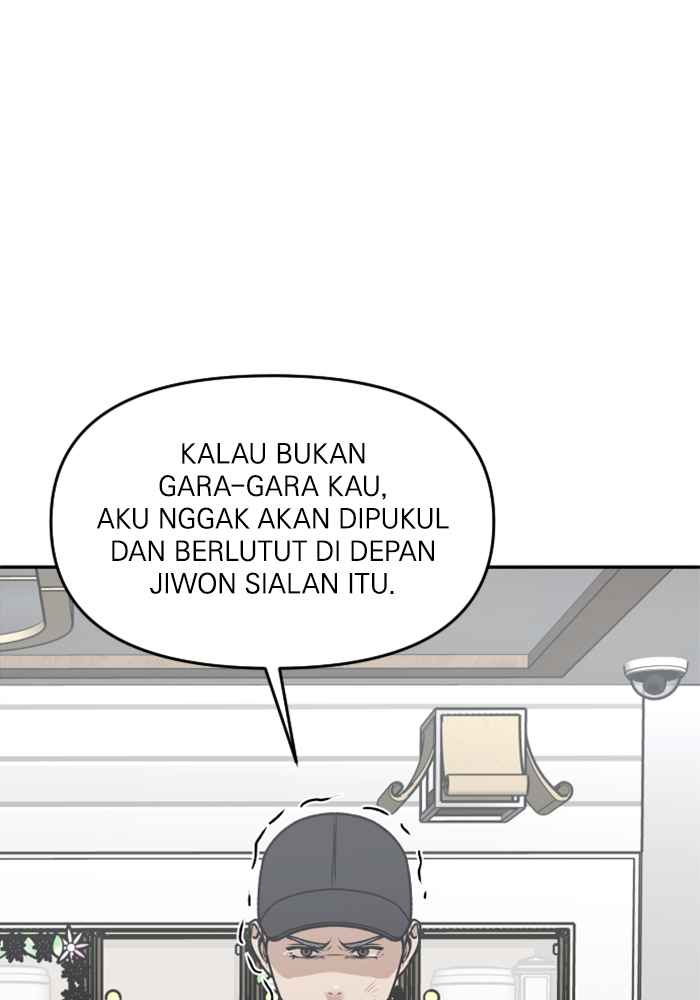 KALAU BUKAN
GARA-GARA KAU,
AKU NGGAK AKAN DIPUKUL
DAN BERLUTUT DI DEPAN
JIWON SIALAN ITU.